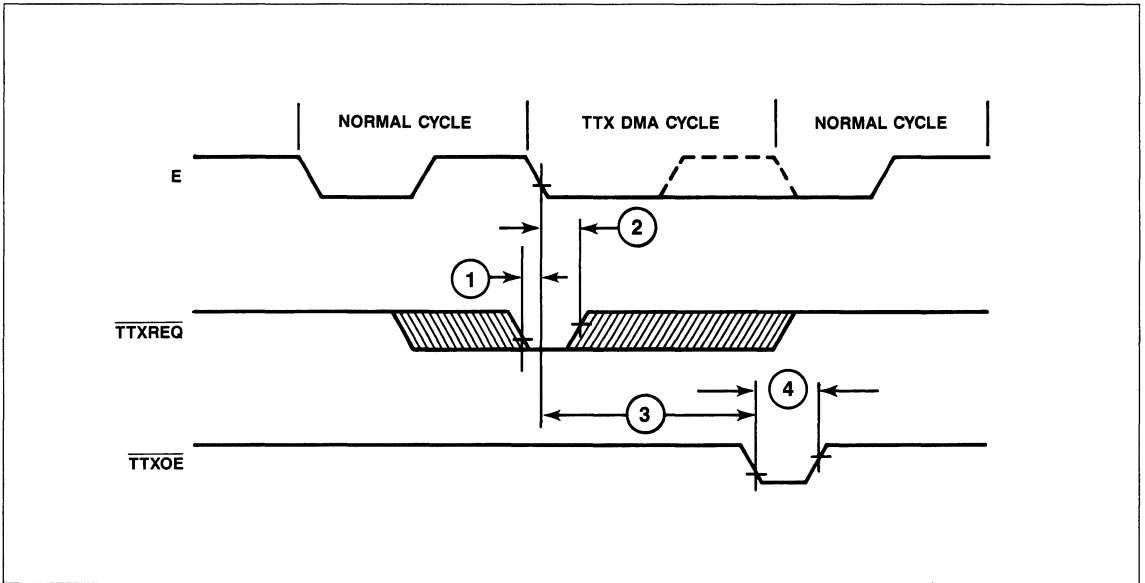 NORMAL CYCLE TTX DMA CYCLE NORMAL CYCLE
E
2
1
TTXREQ
4
3
TTXOE